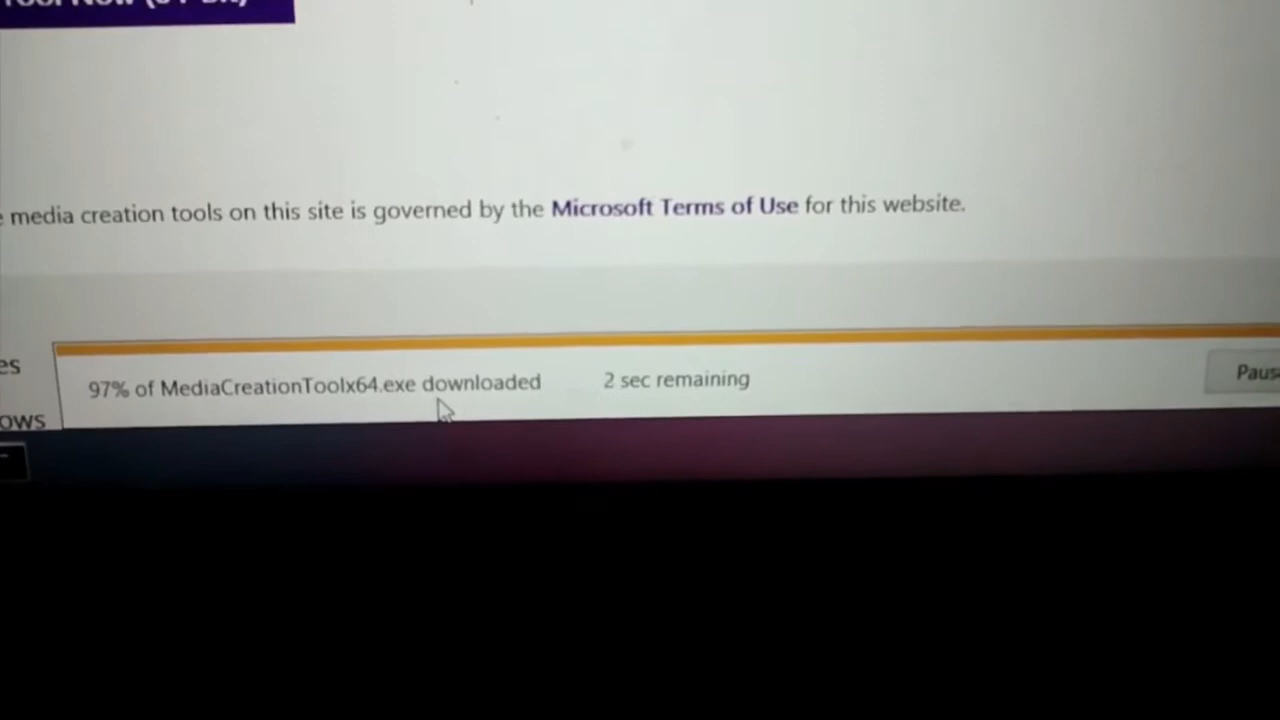 media creation tools on this site is governed by the Microsoft Terms of Use for this website.
97% of MediaCreationToolx64.exe downloaded 2 sec remaining